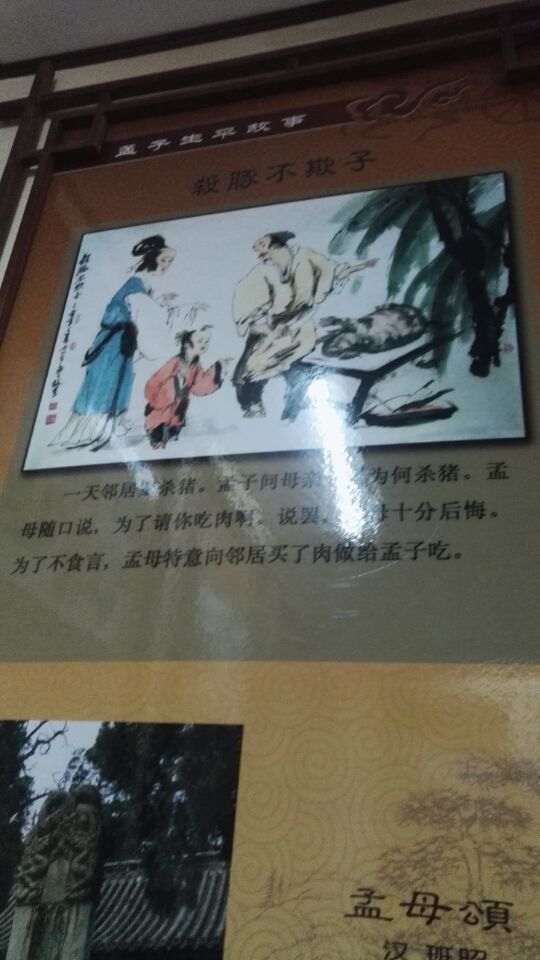 孟子生平故事
殺豚不欺子
一天邻居杀猪。孟子问母亲为何杀猪。孟
母随口说，为了请你吃肉啊。说罢，母十分后悔。
为了不食言，孟母特意向邻居买了肉做给孟子吃。
孟母頌
汉 班昭